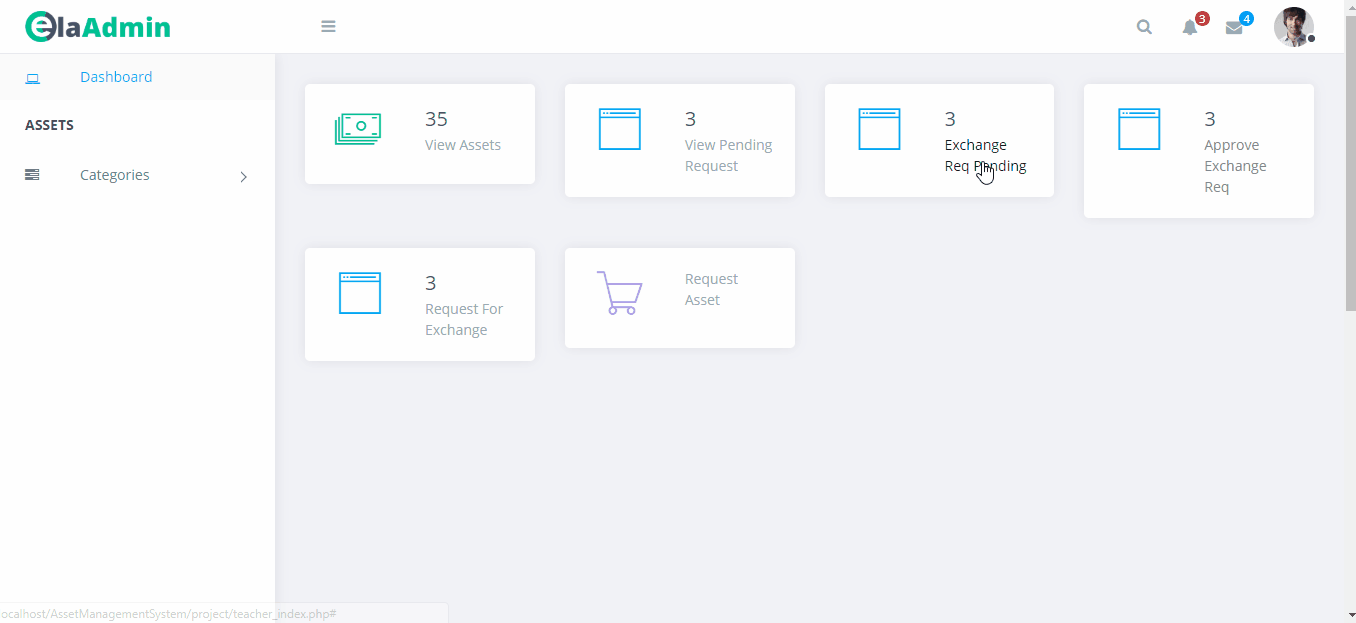 elaAdmin
3
4
Dashboard
ASSETS
Categories
35
View Assets
3
View Pending
Request
3
Exchange
Req Pending
3
Approve
Exchange
Req
3
Request For
Exchange
Request
Asset
ocalhost/AssetManagementSystem/project/teacher_index.php#